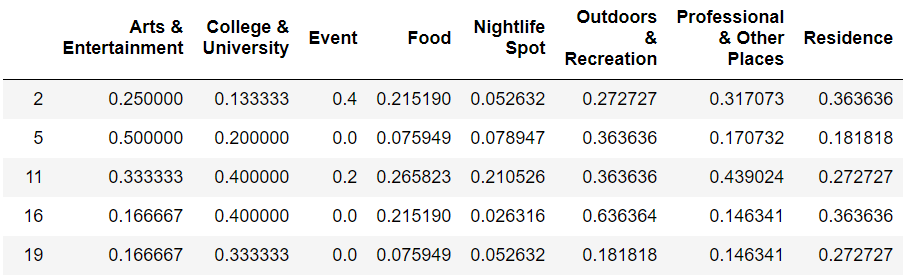 Arts & Entertainment College & University Event Food Nightlife Spot Outdoors & Recreation Professional & Other Places Residence
2 0.250000 0.133333 0.4 0.215190 0.052632 0.272727 0.317073 0.363636
5 0.500000 0.200000 0.0 0.075949 0.078947 0.363636 0.170732 0.181818
11 0.333333 0.400000 0.2 0.265823 0.210526 0.363636 0.439024 0.272727
16 0.166667 0.400000 0.0 0.215190 0.026316 0.636364 0.146341 0.363636
19 0.166667 0.333333 0.0 0.075949 0.052632 0.181818 0.146341 0.272727